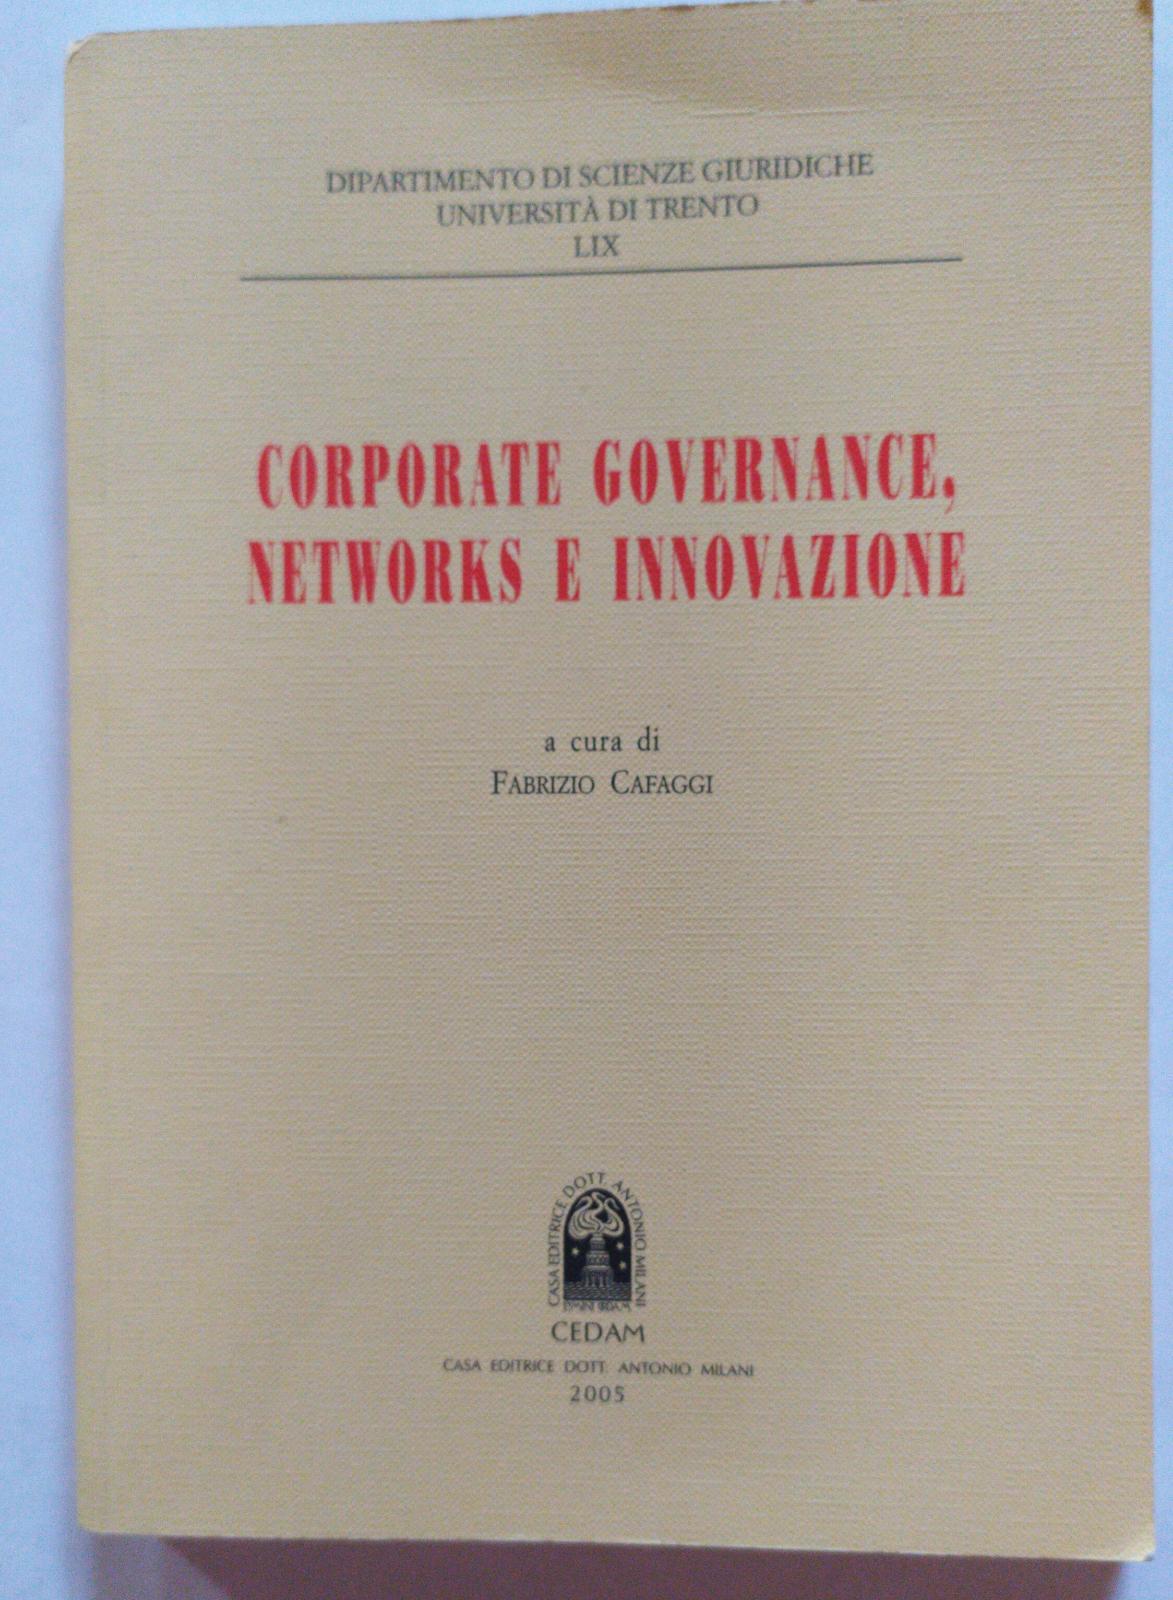 DIPARTIMENTO DI SCIENZE GIURIDICHE
UNIVERSITÀ DI TRENTO
LIX
CORPORATE GOVERNANCE,
NETWORKS E INNOVAZIONE
a cura di
FABRIZIO CAFAGGI
CASA EDITRICE DOTT. ANTONIO MILANI
CEDAM
CASA EDITRICE DOTT. ANTONIO MILANI
2005